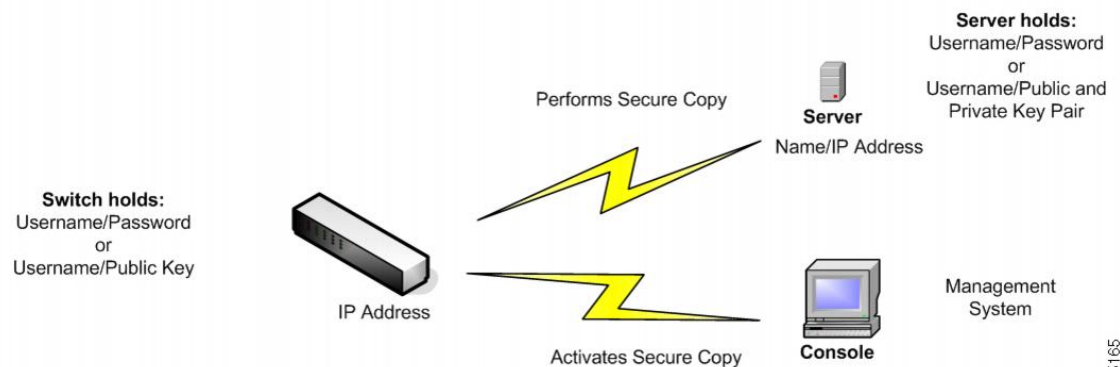 Server holds:
Username/Password
or
Username/Public and
Private Key Pair
Performs Secure Copy
Server
Name/IP Address
Switch holds:
Username/Password
or
Username/Public Key
IP Address
Management
System
Activates Secure Copy
Console